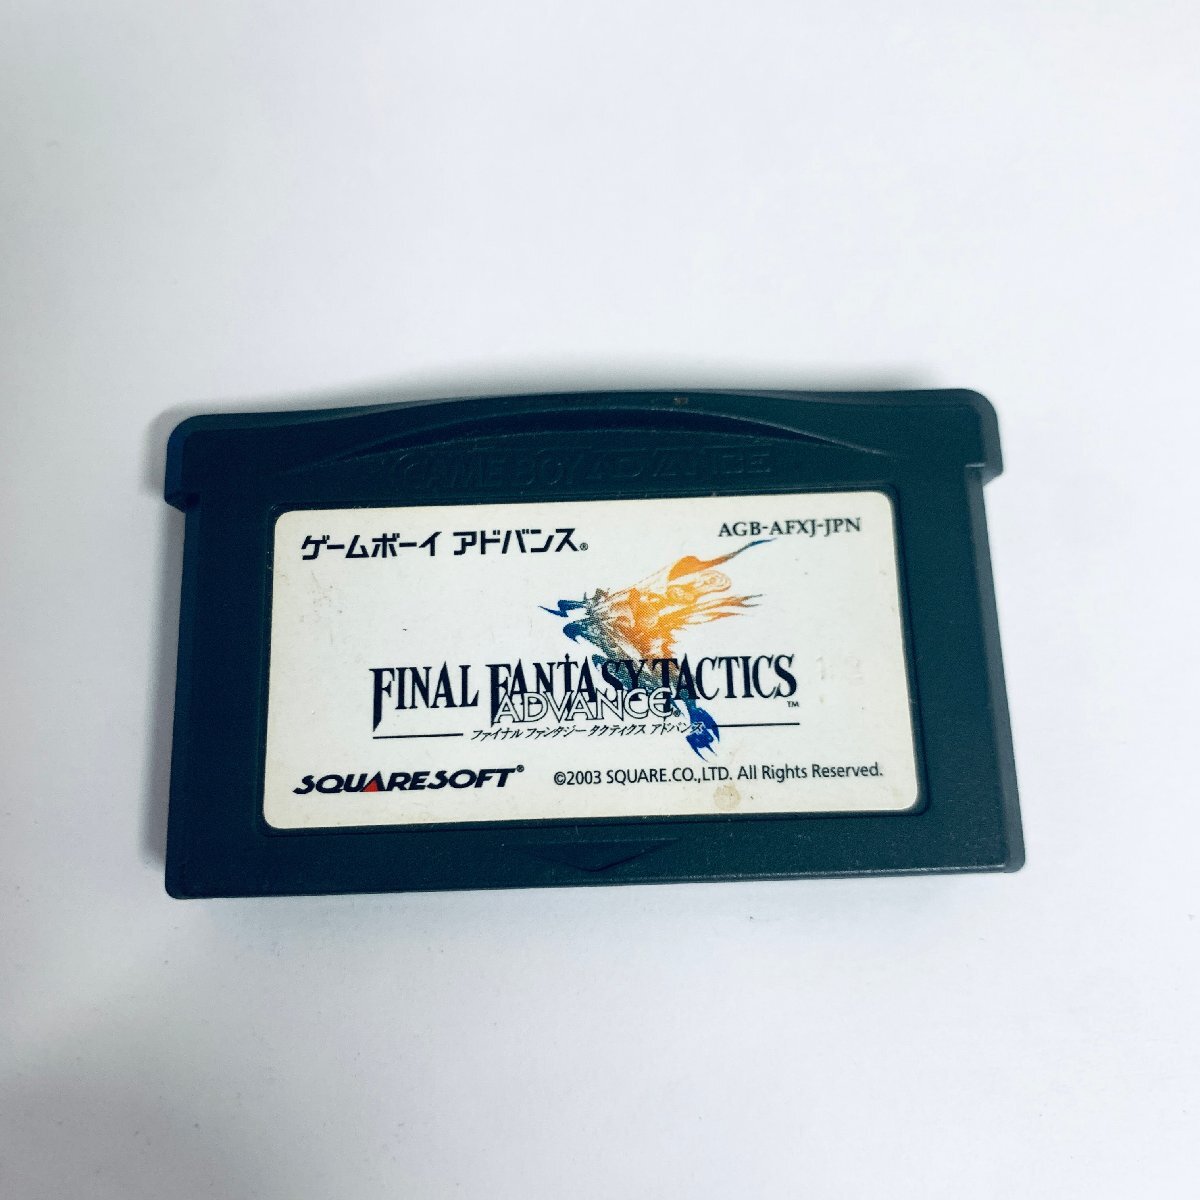 GAME BOY ADVANCE
ゲームボーイ アドバンス®
AGB-AFXJ-JPN
FINAL FANTASY TACTICS
ADVANCE® ™
ファイナル ファンタジー タクティクス アドバンス
SQUARESOFT®
©2003 SQUARE.CO.,LTD. All Rights Reserved.